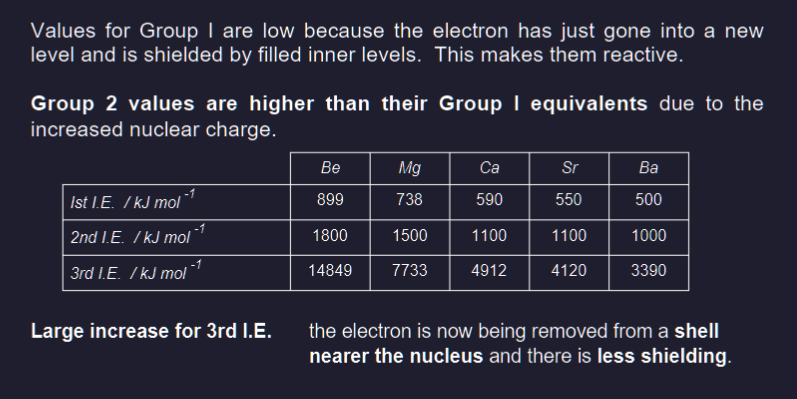 Values for Group I are low because the electron has just gone into a new
level and is shielded by filled inner levels. This makes them reactive.
Group 2 values are higher than their Group I equivalents due to the
increased nuclear charge.
Be Mg Ca Sr Ba
Ist I.E. / kJ mol -1 899 738 590 550 500
2nd I.E. / kJ mol -1 1800 1500 1100 1100 1000
3rd I.E. / kJ mol -1 14849 7733 4912 4120 3390
Large increase for 3rd I.E. the electron is now being removed from a shell
nearer the nucleus and there is less shielding.